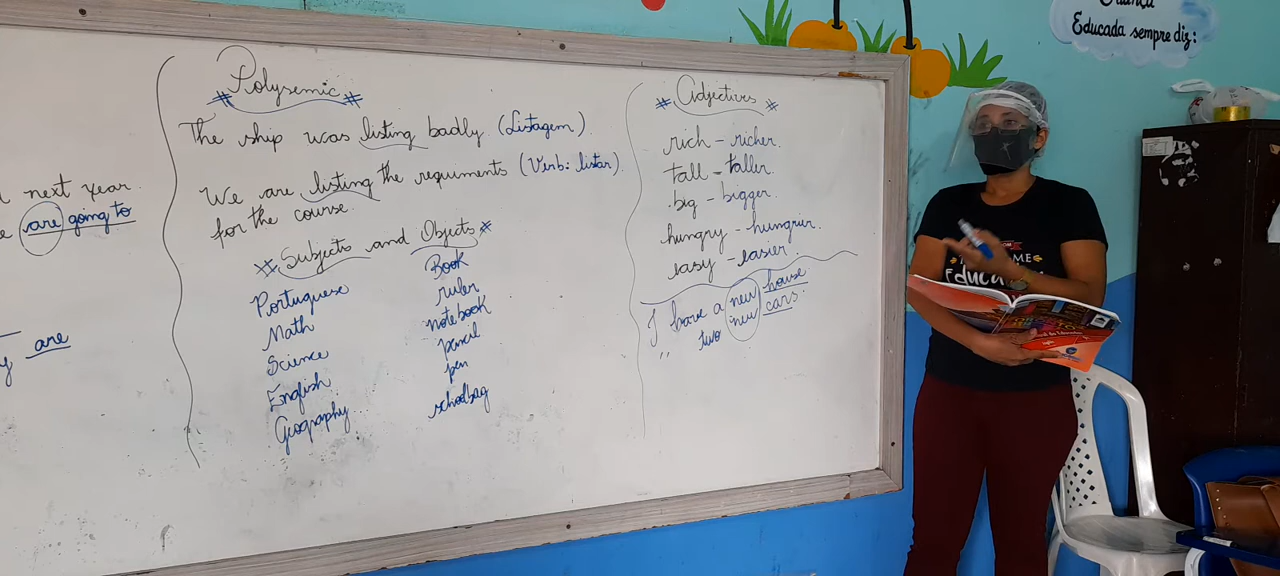 next year.
are going to
are
# Polysemic #
The ship was listing badly. (Listagem)
We are listing the requiments (Verb: listar).
for the course.
# Subjects and Objects #
Portuguese
Math
Science
English
Geography
Book
ruler
notebook
pencil
pen
schoolbag
# Adjectives #
rich - richer.
tall - taller.
big - bigger.
hungry - hungrier.
easy - easier.
I have a new house
" two new cars.
Educada sempre diz: